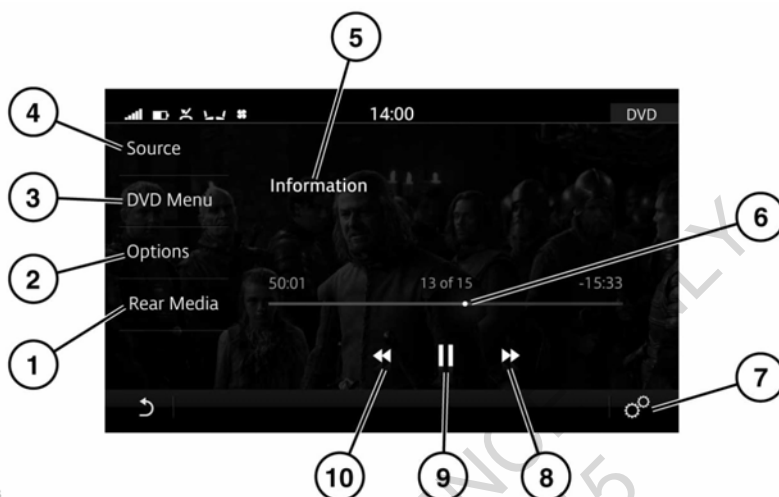 5
4
14:00
DVD
Source
3
DVD Menu
Information
6
2
Options
50:01
13 of 15
-15:33
1
Rear Media
7
10
9
8